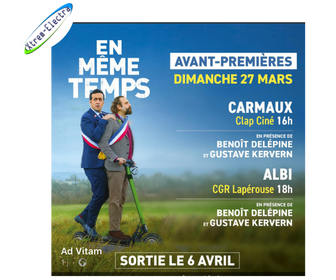 Xtrem-Electro
EN
MÊME
TEMPS
AVANT-PREMIÈRES
DIMANCHE 27 MARS
CARMAUX
Clap Ciné 16h
EN PRÉSENCE DE
BENOÎT DELÉPINE
ET GUSTAVE KERVERN
ALBI
CGR Lapérouse 18h
EN PRÉSENCE DE
BENOÎT DELÉPINE
ET GUSTAVE KERVERN
Ad Vitam
SORTIE LE 6 AVRIL